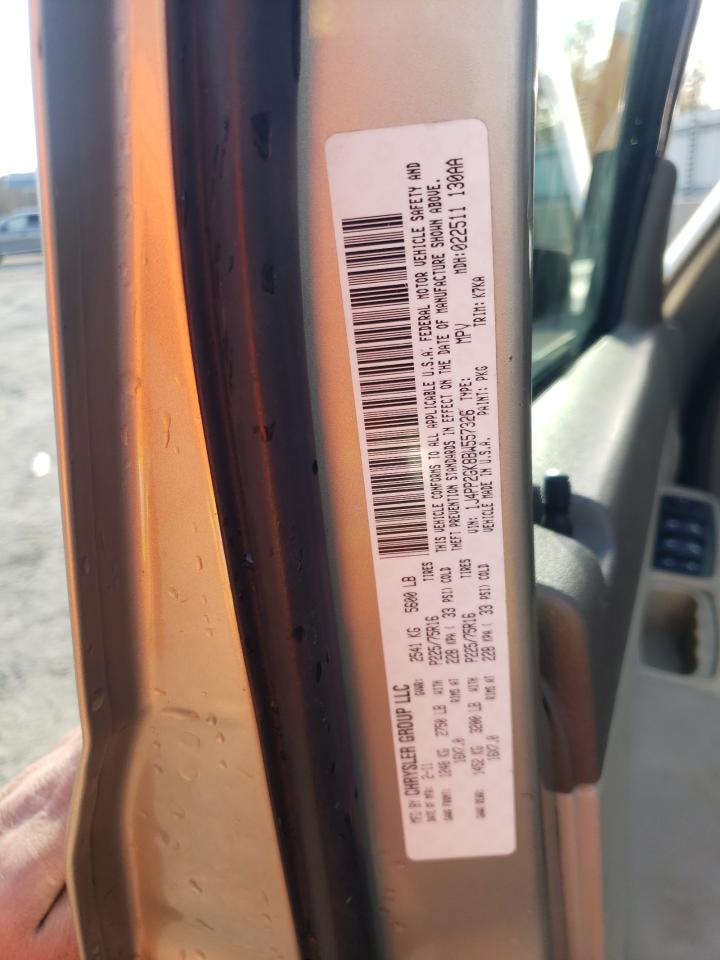 MFD BY CHRYSLER GROUP LLC
DATE OF MFR: 2-11 GVWR: 2541 KG 5600 LB
GAWR FRONT: 1248 KG 2750 LB WITH P225/75R16 TIRES
16X7.0 RIMS AT 228 KPA ( 33 PSI) COLD
GAWR REAR: 1452 KG 3200 LB WITH P225/75R16 TIRES
16X7.0 RIMS AT 228 KPA ( 33 PSI) COLD
THIS VEHICLE CONFORMS TO ALL APPLICABLE U.S.A. FEDERAL MOTOR VEHICLE SAFETY AND
THEFT PREVENTION STANDARDS IN EFFECT ON THE DATE OF MANUFACTURE SHOWN ABOVE.
VIN: 1J4PP2GK8BW557326 TYPE: MPV MDH:022511 130AA
VEHICLE MADE IN U.S.A. PAINT: PKG TRIM: K7KA